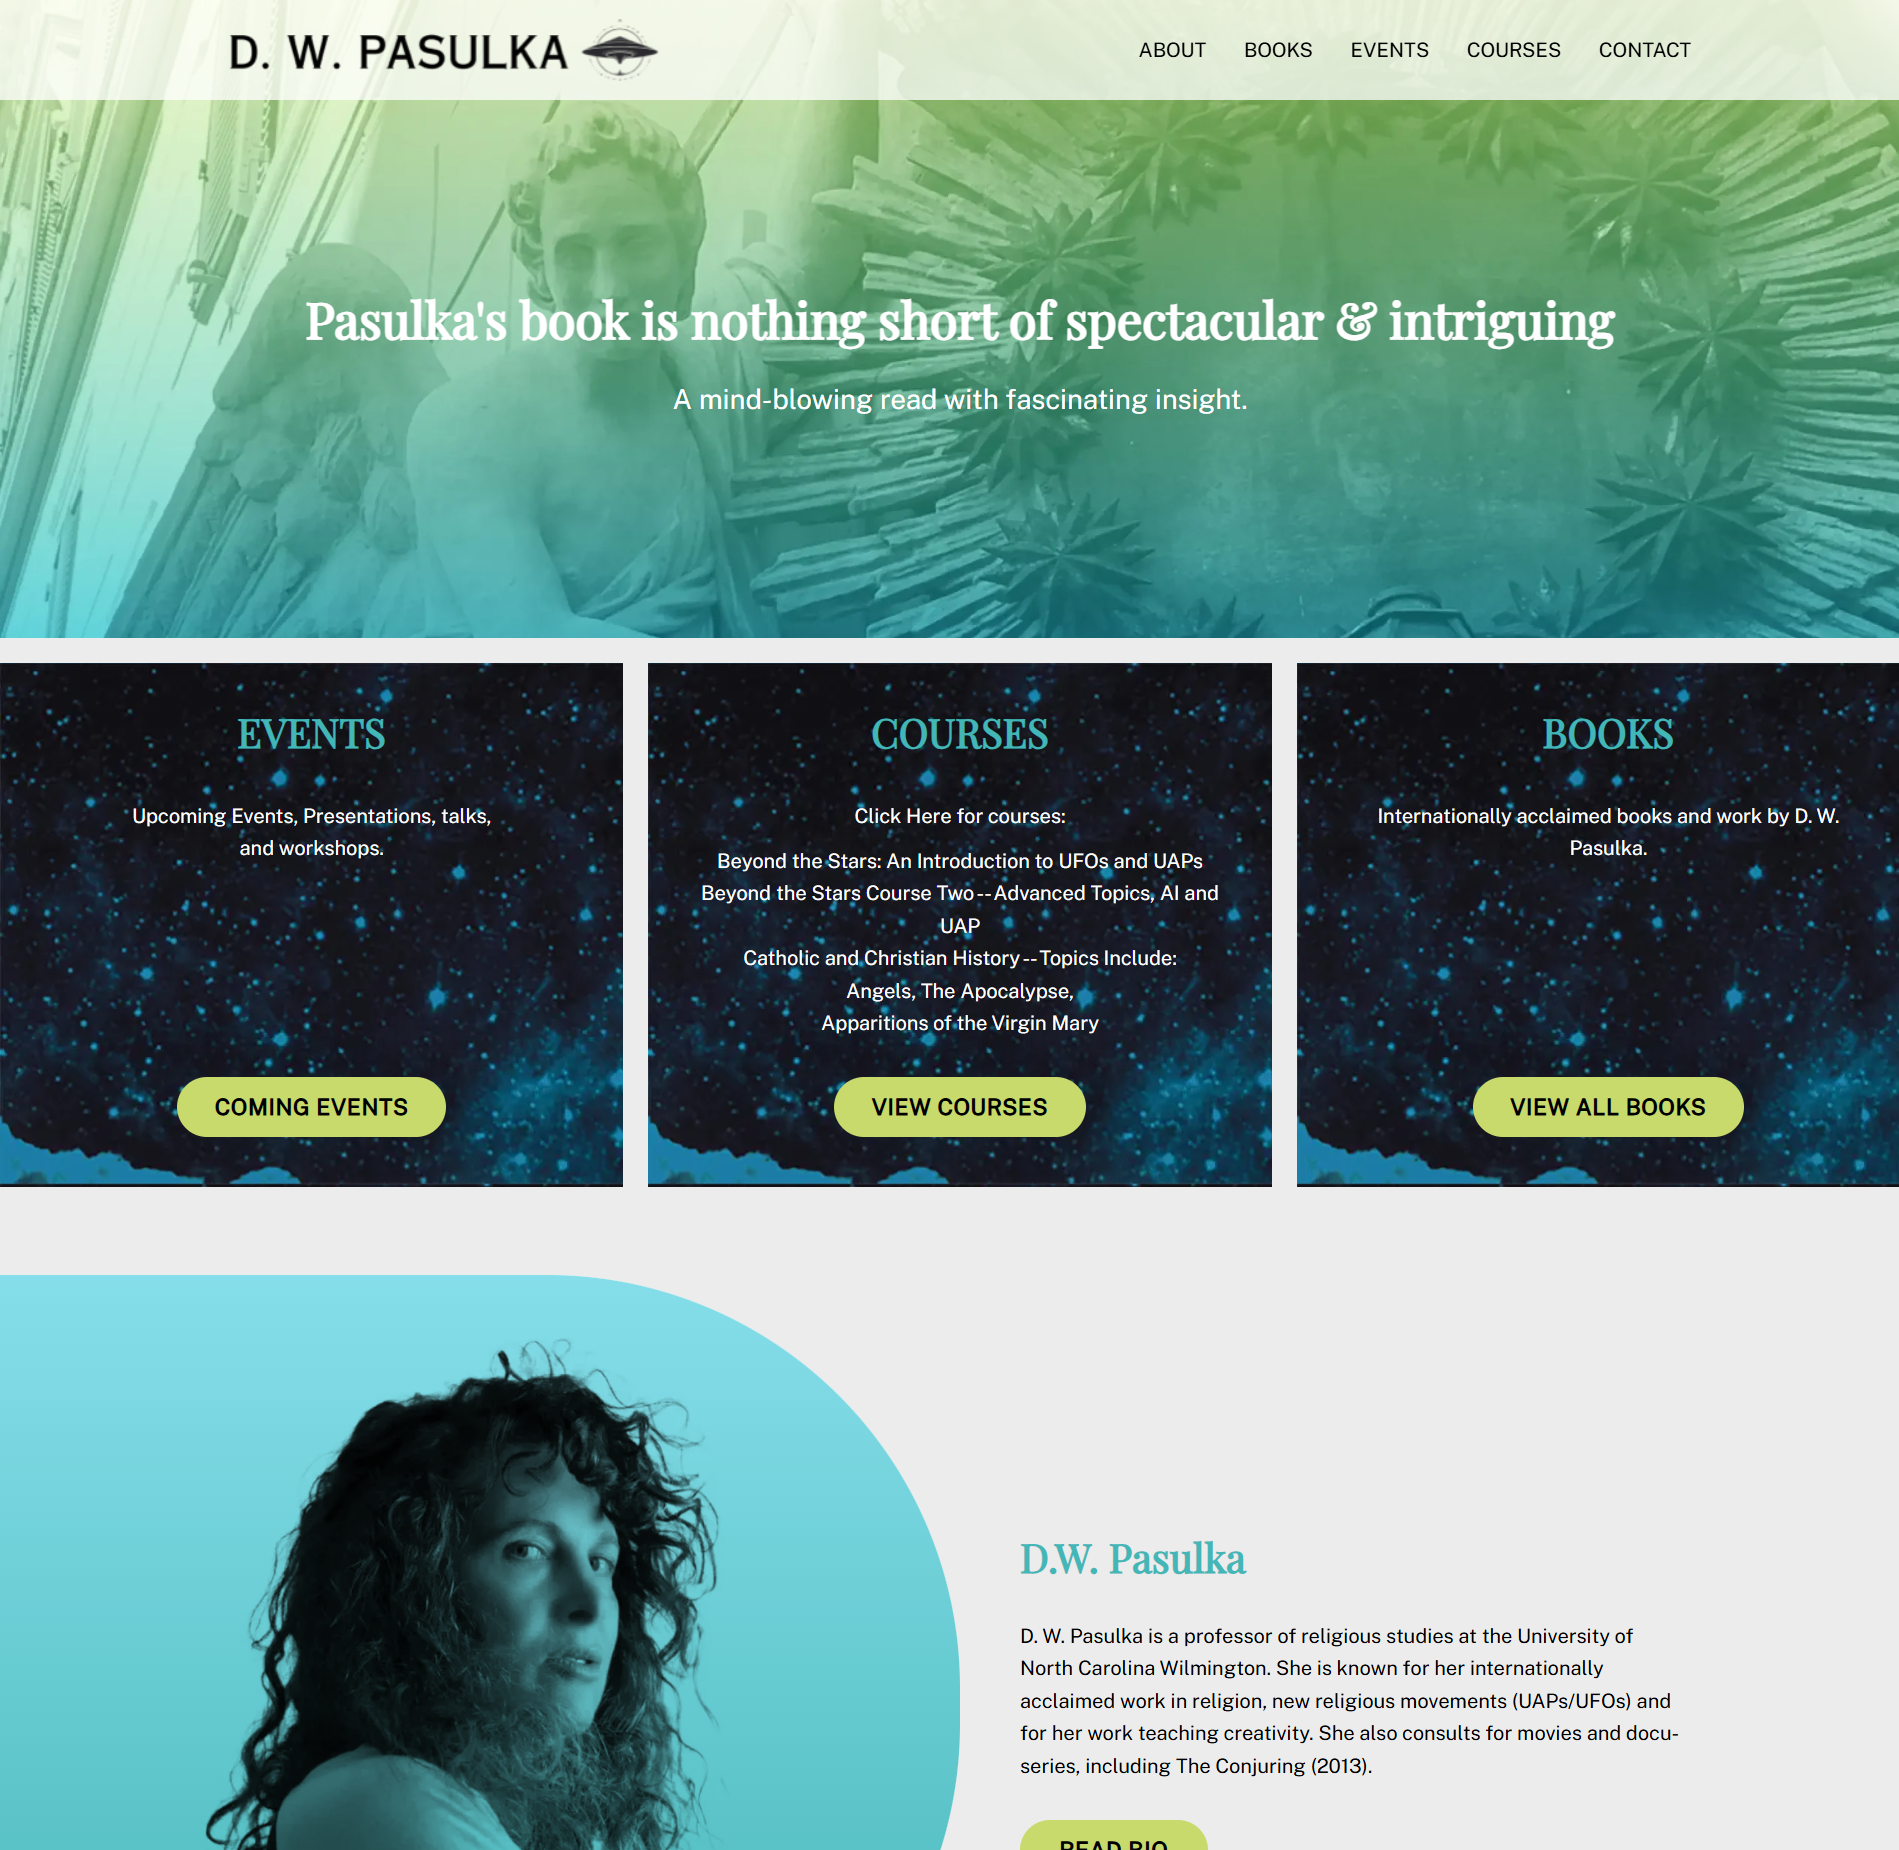 D. W. PASULKA
ABOUT BOOKS EVENTS COURSES CONTACT
Pasulka's book is nothing short of spectacular & intriguing
A mind-blowing read with fascinating insight.
EVENTS
Upcoming Events, Presentations, talks,
and workshops.
COMING EVENTS
COURSES
Click Here for courses:
Beyond the Stars: An Introduction to UFOs and UAPs
Beyond the Stars Course Two--Advanced Topics, AI and
UAP
Catholic and Christian History--Topics Include:
Angels, The Apocalypse,
Apparitions of the Virgin Mary
VIEW COURSES
BOOKS
Internationally acclaimed books and work by D. W.
Pasulka.
VIEW ALL BOOKS
D.W. Pasulka
D. W. Pasulka is a professor of religious studies at the University of
North Carolina Wilmington. She is known for her internationally
acclaimed work in religion, new religious movements (UAPs/UFOs) and
for her work teaching creativity. She also consults for movies and docu-
series, including The Conjuring (2013).
READ BIO